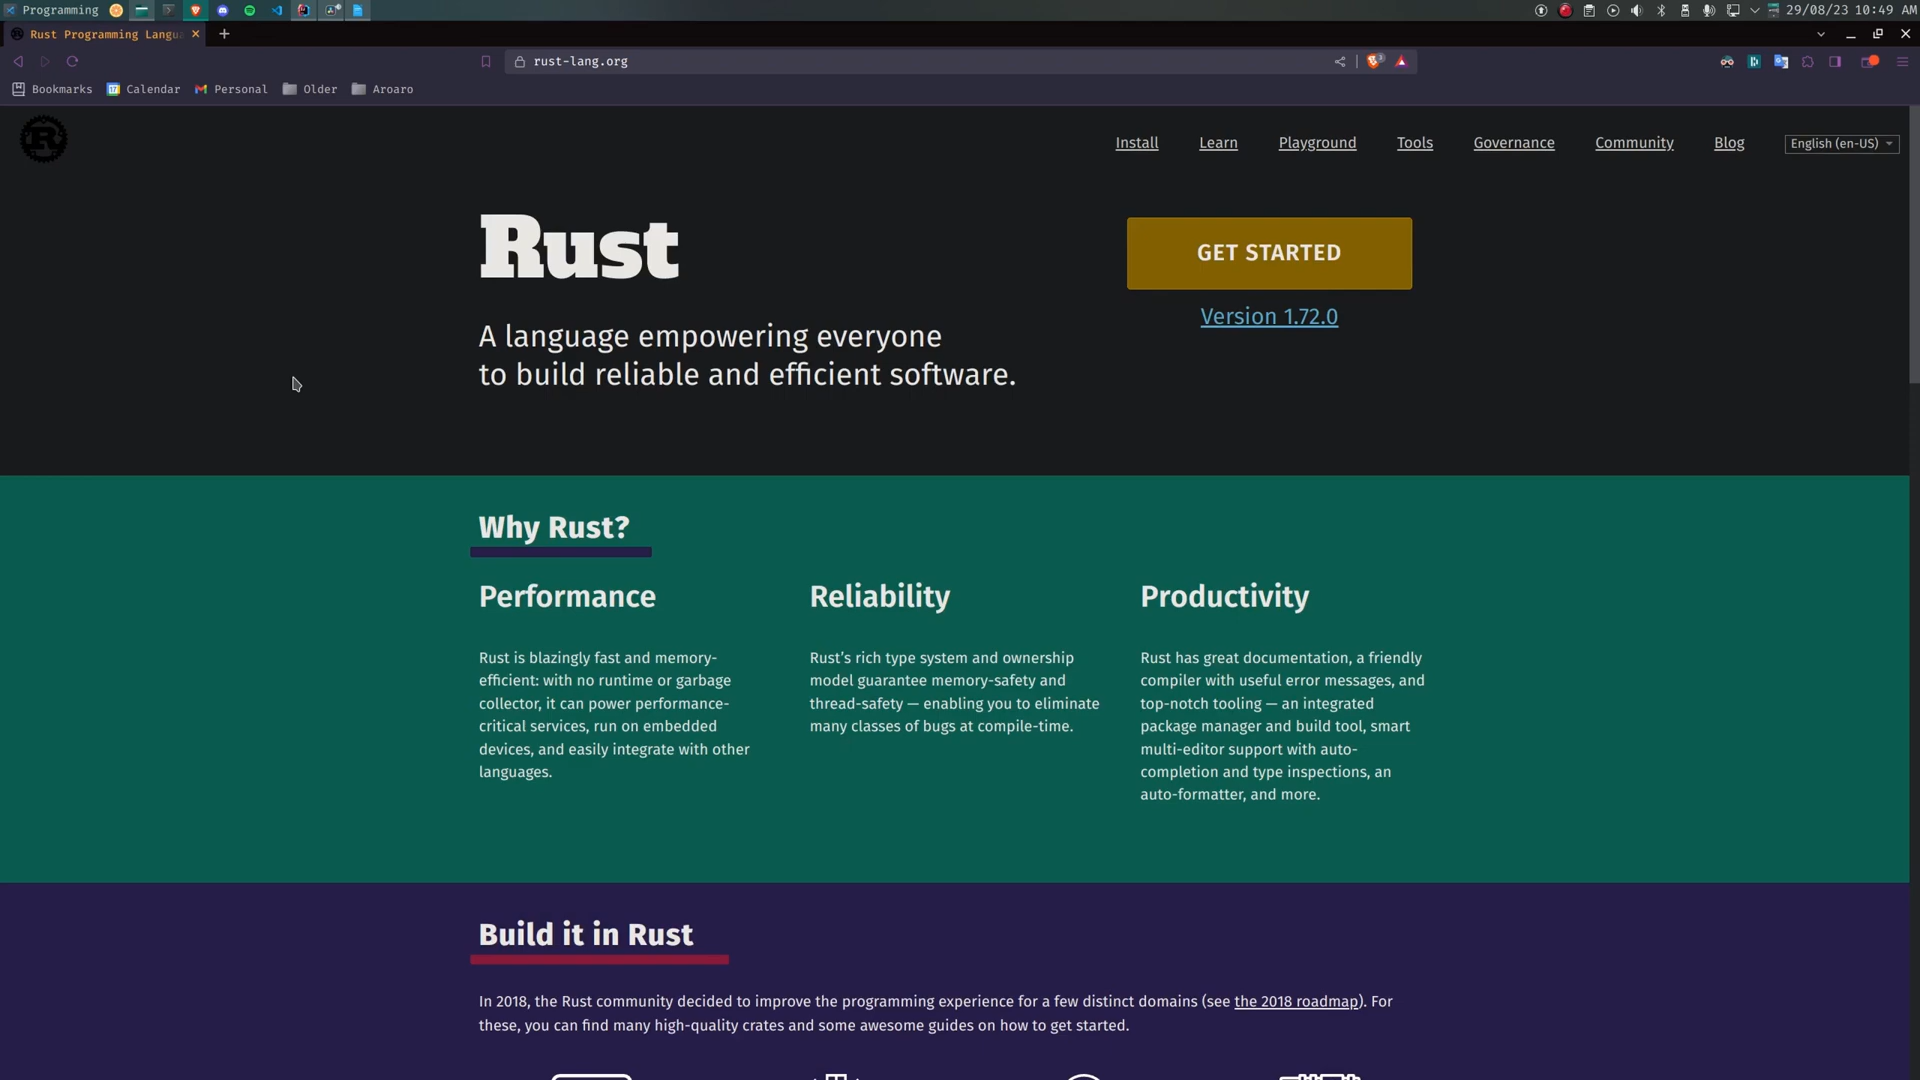 Programming
29/08/23 10:49 AM
Rust Programming Langua
rust-lang.org
Bookmarks Calendar Personal Older Aroaro
Install Learn Playground Tools Governance Community Blog English (en-US)
Rust
GET STARTED
Version 1.72.0
A language empowering everyone
to build reliable and efficient software.
Why Rust?
Performance
Rust is blazingly fast and memory-
efficient: with no runtime or garbage
collector, it can power performance-
critical services, run on embedded
devices, and easily integrate with other
languages.
Reliability
Rust’s rich type system and ownership
model guarantee memory-safety and
thread-safety — enabling you to eliminate
many classes of bugs at compile-time.
Productivity
Rust has great documentation, a friendly
compiler with useful error messages, and
top-notch tooling — an integrated
package manager and build tool, smart
multi-editor support with auto-
completion and type inspections, an
auto-formatter, and more.
Build it in Rust
In 2018, the Rust community decided to improve the programming experience for a few distinct domains (see the 2018 roadmap). For
these, you can find many high-quality crates and some awesome guides on how to get started.